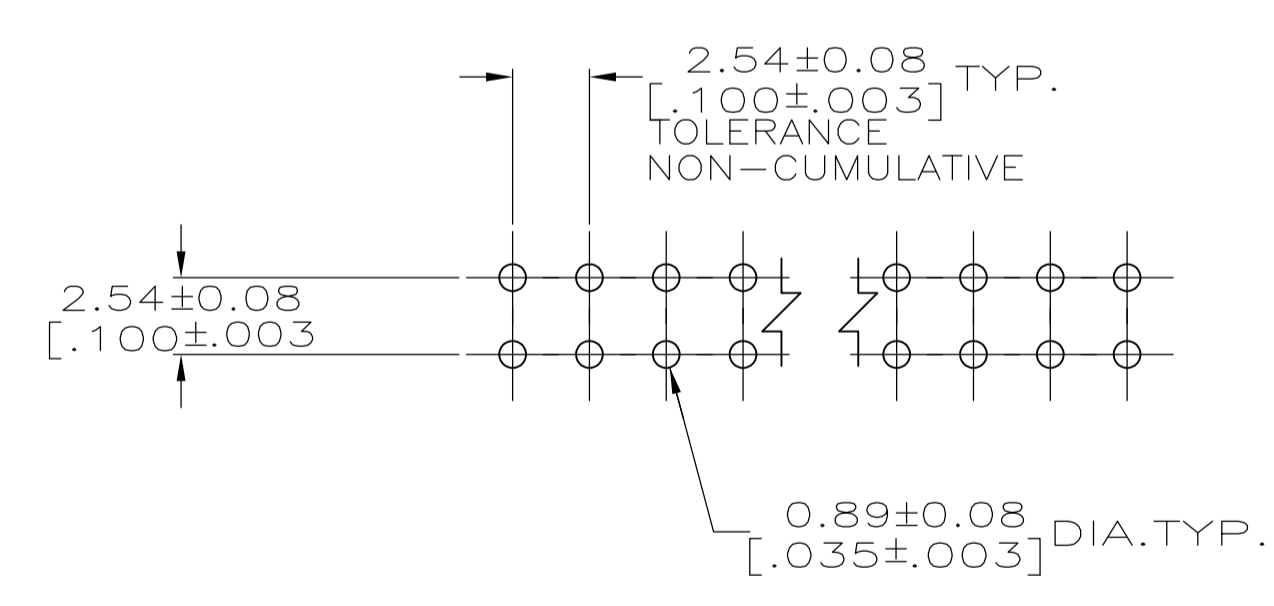 2.54±0.08
[.100±.003] TYP.
TOLERANCE
NON-CUMULATIVE
2.54±0.08
[.100±.003
0.89±0.08
[.035±.003] DIA.TYP.